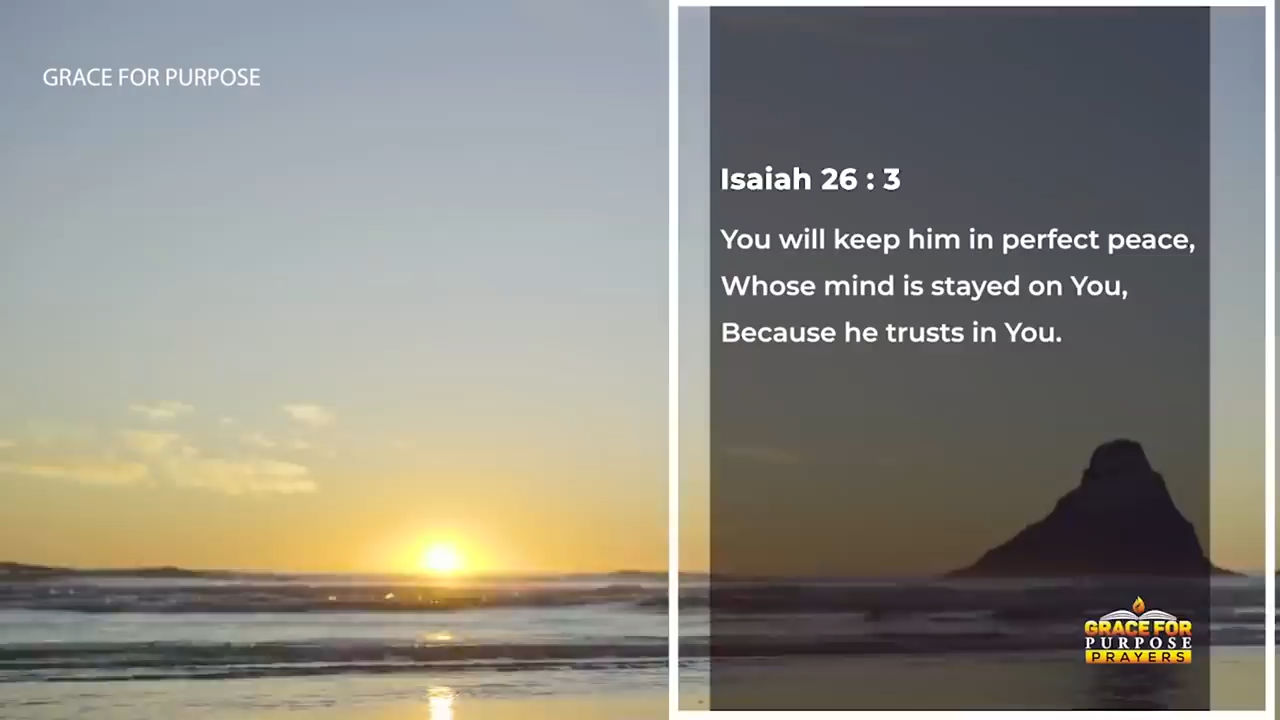 GRACE FOR PURPOSE
Isaiah 26 : 3
You will keep him in perfect peace,
Whose mind is stayed on You,
Because he trusts in You.
GRACE FOR
PURPOSE
PRAYERS